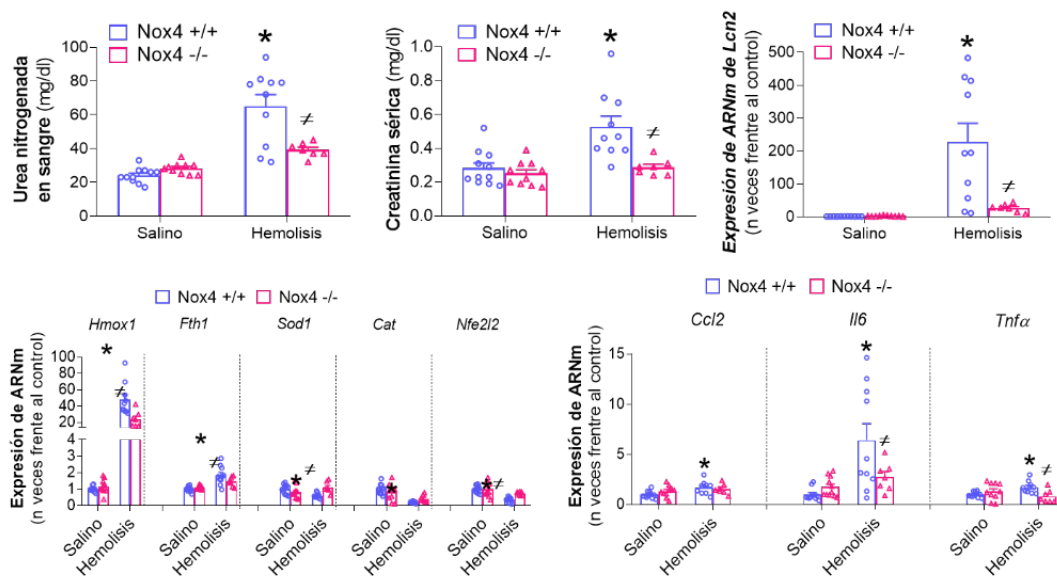 Urea nitrogenada
en sangre (mg/dl)
Nox4 +/+
Nox4 -/-
100
80
60
40
20
0
*
≠
Salino
Hemolisis
Creatinina sérica (mg/dl)
Nox4 +/+
Nox4 -/-
1.0
0.8
0.6
0.4
0.2
0.0
*
≠
Salino
Hemolisis
Expresión de ARNm de Lcn2
(n veces frente al control)
Nox4 +/+
Nox4 -/-
500
400
300
200
100
0
*
≠
Salino
Hemolisis
Nox4 +/+ Nox4 -/-
Hmox1 Fth1 Sod1 Cat Nfe2l2
Expresión de ARNm
(n veces frente al control)
100
80
60
40
20
4
3
2
1
0
* ≠ * ≠ * ≠ * * ≠
Salino
Hemolisis
Salino
Hemolisis
Salino
Hemolisis
Salino
Hemolisis
Salino
Hemolisis
Nox4 +/+ Nox4 -/-
Ccl2 Il6 Tnfα
Expresión de ARNm
(n veces frentre al control)
15
10
5
0
* * ≠ * ≠
Salino
Hemolisis
Salino
Hemolisis
Salino
Hemolisis